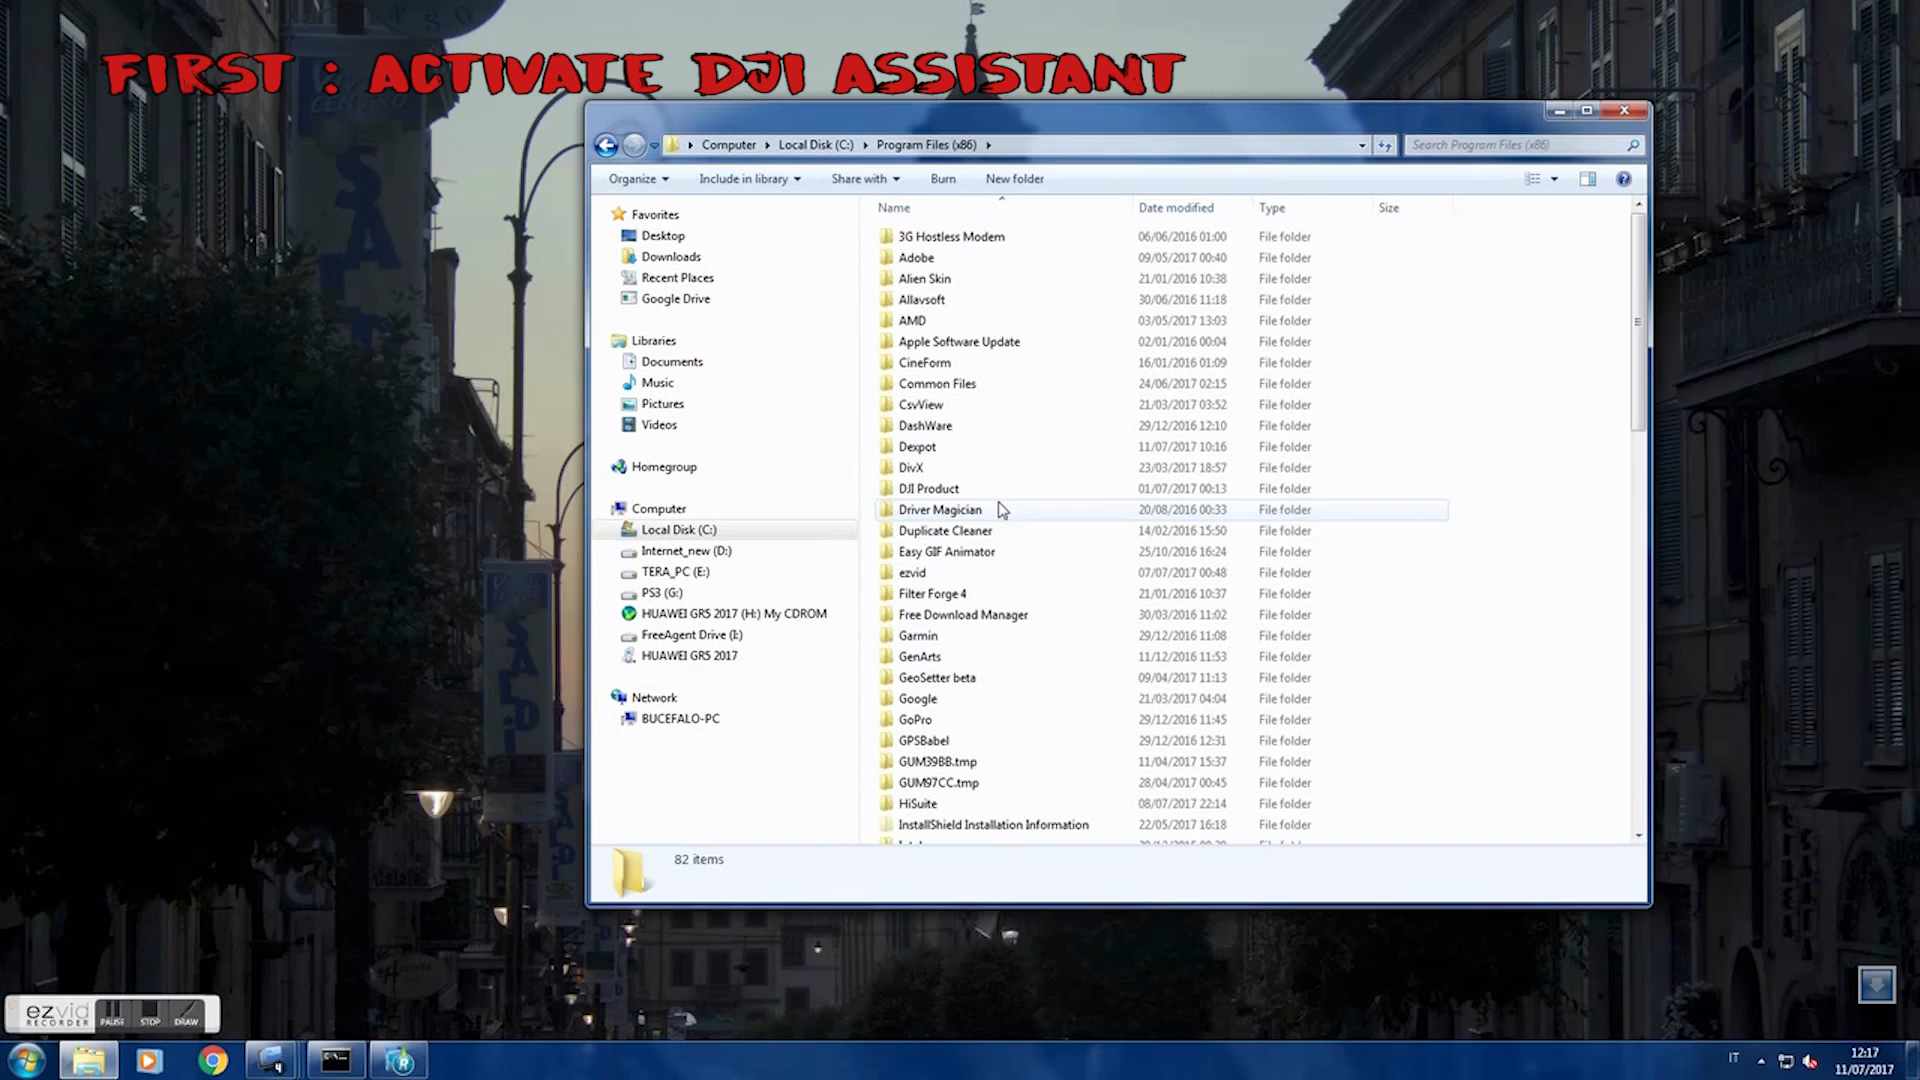 FIRST : ACTIVATE DJI ASSISTANT
Computer Local Disk (C:) Program Files (x86)
Search Program Files (x86)
Organize Include in library Share with Burn New folder
Name Date modified Type Size
Favorites
Desktop
Downloads
Recent Places
Google Drive
Libraries
Documents
Music
Pictures
Videos
Homegroup
Computer
Local Disk (C:)
Internet_new (D:)
TERA_PC (E:)
PS3 (G:)
HUAWEI GR5 2017 (H:) My CDROM
FreeAgent Drive (I:)
HUAWEI GR5 2017
Network
BUCEFALO-PC
3G Hostless Modem 06/06/2016 01:00 File folder
Adobe 09/05/2017 00:40 File folder
Alien Skin 21/01/2016 10:38 File folder
Allavsoft 30/06/2016 11:18 File folder
AMD 03/05/2017 13:03 File folder
Apple Software Update 02/01/2016 00:04 File folder
CineForm 16/01/2016 01:09 File folder
Common Files 24/06/2017 02:15 File folder
CsvView 21/03/2017 03:52 File folder
DashWare 29/12/2016 12:10 File folder
Dexpot 11/07/2017 10:16 File folder
DivX 23/03/2017 18:57 File folder
DJI Product 01/07/2017 00:13 File folder
Driver Magician 20/08/2016 00:33 File folder
Duplicate Cleaner 14/02/2016 15:50 File folder
Easy GIF Animator 25/10/2016 16:24 File folder
ezvid 07/07/2017 00:48 File folder
Filter Forge 4 21/01/2016 10:37 File folder
Free Download Manager 30/03/2016 11:02 File folder
Garmin 29/12/2016 11:08 File folder
GenArts 11/12/2016 11:53 File folder
GeoSetter beta 09/04/2017 11:13 File folder
Google 21/03/2017 04:04 File folder
GoPro 29/12/2016 11:45 File folder
GPSBabel 29/12/2016 12:31 File folder
GUM39BB.tmp 11/04/2017 15:37 File folder
GUM97CC.tmp 28/04/2017 00:45 File folder
HiSuite 08/07/2017 22:14 File folder
InstallShield Installation Information 22/05/2017 16:18 File folder
82 items
SALDI
SALDI
ezvid
RECORDER
PAUSE STOP DRAW
IT
12:17
11/07/2017